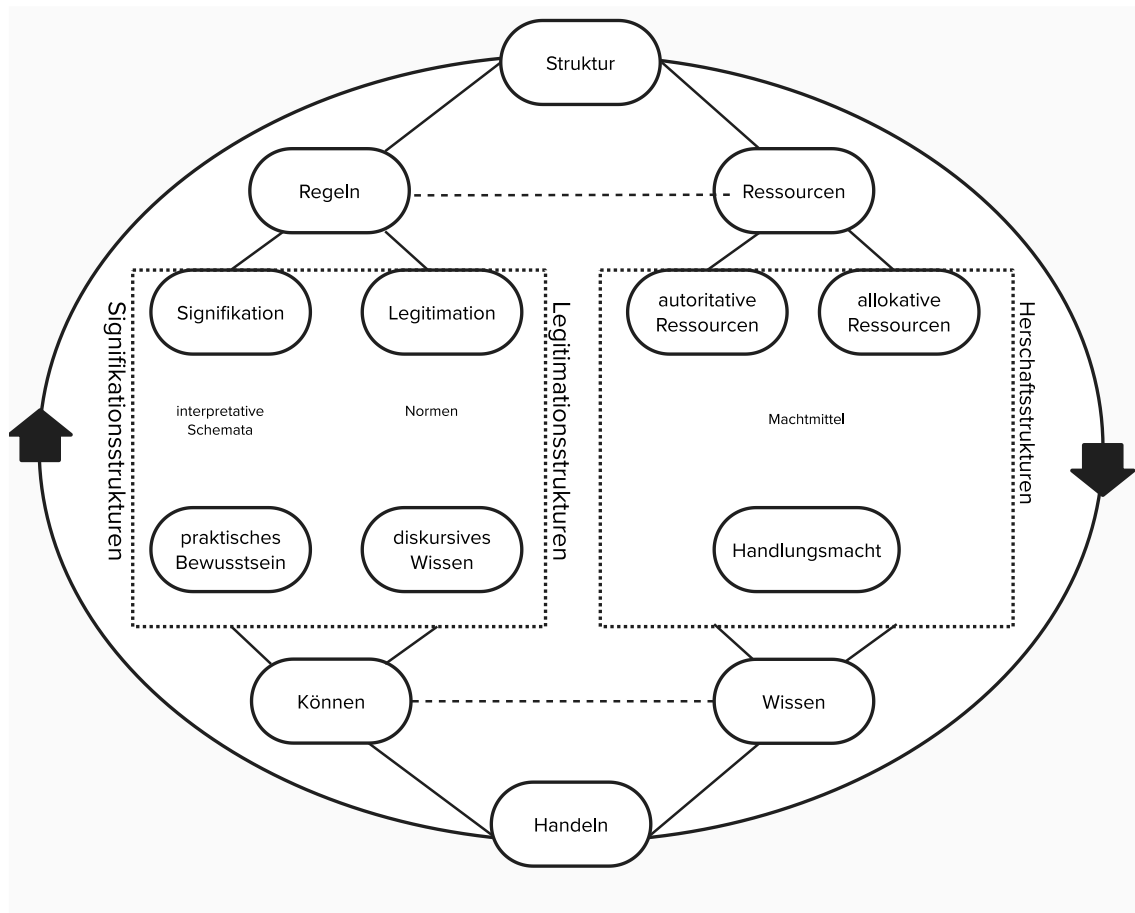 Struktur
Regeln
Ressourcen
Signifikation
Legitimation
autoritative
Ressourcen
allokative
Ressourcen
Signifikationsstrukturen
Legitimationsstrukturen
Herschaftsstrukturen
interpretative
Schemata
Normen
Machtmittel
praktisches
Bewusstsein
diskursives
Wissen
Handlungsmacht
Können
Wissen
Handeln